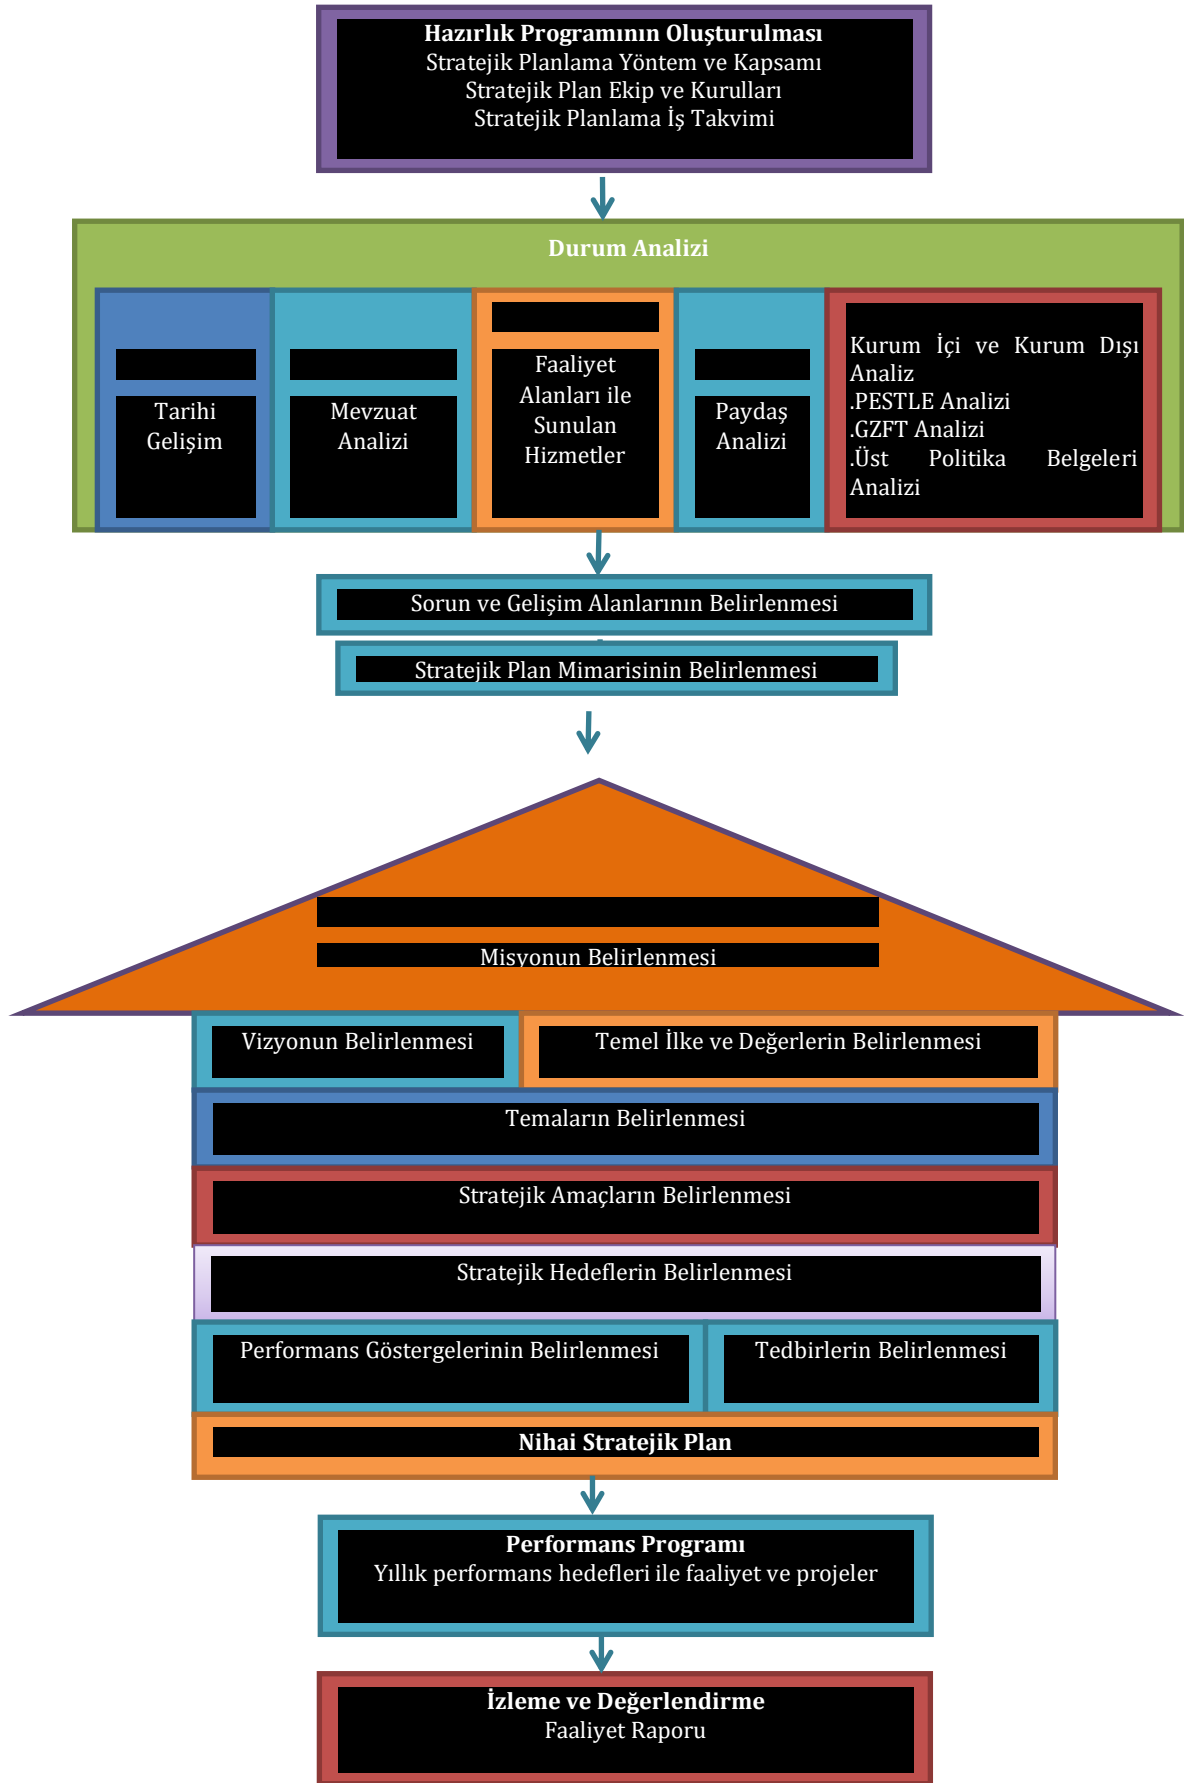 Hazırlık Programının Oluşturulması
Stratejik Planlama Yöntem ve Kapsamı
Stratejik Plan Ekip ve Kurulları
Stratejik Planlama İş Takvimi
Durum Analizi
Tarihi
Gelişim
Mevzuat
Analizi
Faaliyet
Alanları ile
Sunulan
Hizmetler
Paydaş
Analizi
Kurum İçi ve Kurum Dışı
Analiz
.PESTLE Analizi
.GZFT Analizi
.Üst Politika Belgeleri
Analizi
Sorun ve Gelişim Alanlarının Belirlenmesi
Stratejik Plan Mimarisinin Belirlenmesi
Misyonun Belirlenmesi
Vizyonun Belirlenmesi
Temel İlke ve Değerlerin Belirlenmesi
Temaların Belirlenmesi
Stratejik Amaçların Belirlenmesi
Stratejik Hedeflerin Belirlenmesi
Performans Göstergelerinin Belirlenmesi
Tedbirlerin Belirlenmesi
Nihai Stratejik Plan
Performans Programı
Yıllık performans hedefleri ile faaliyet ve projeler
İzleme ve Değerlendirme
Faaliyet Raporu